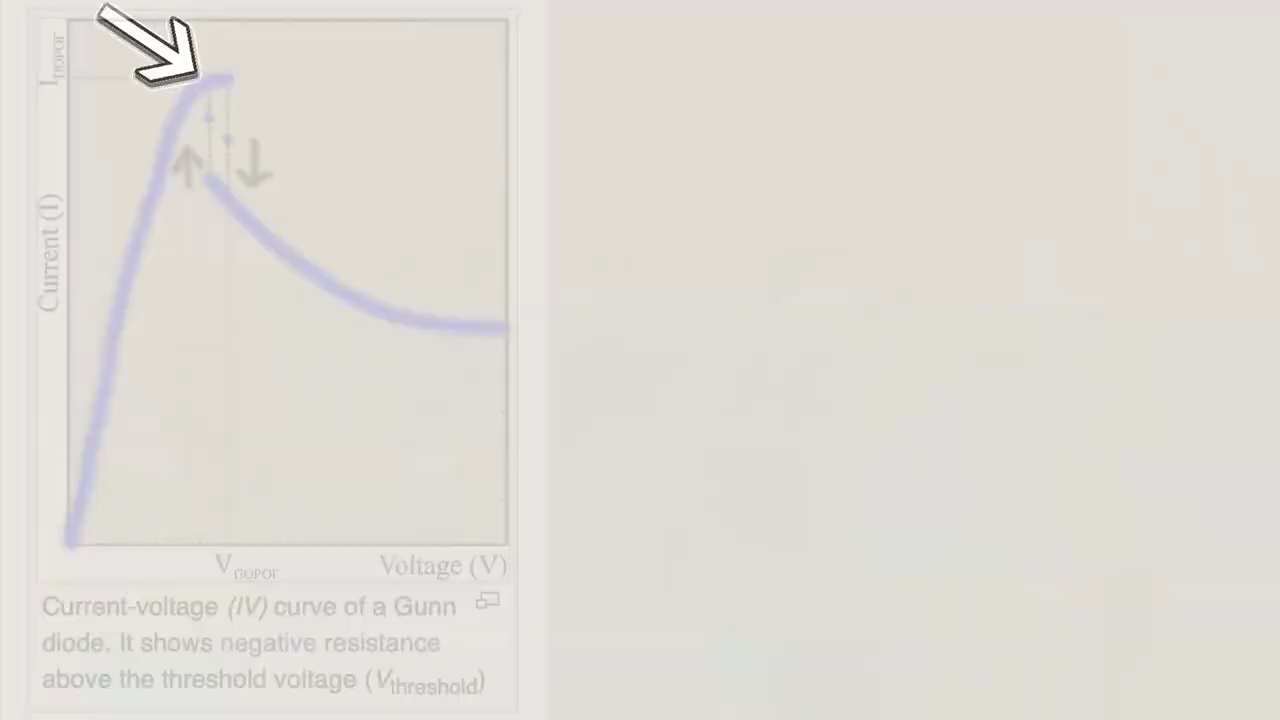 Iпорог
Current (I)
Vпорог
Voltage (V)
Current-voltage (IV) curve of a Gunn
diode. It shows negative resistance
above the threshold voltage (Vthreshold)